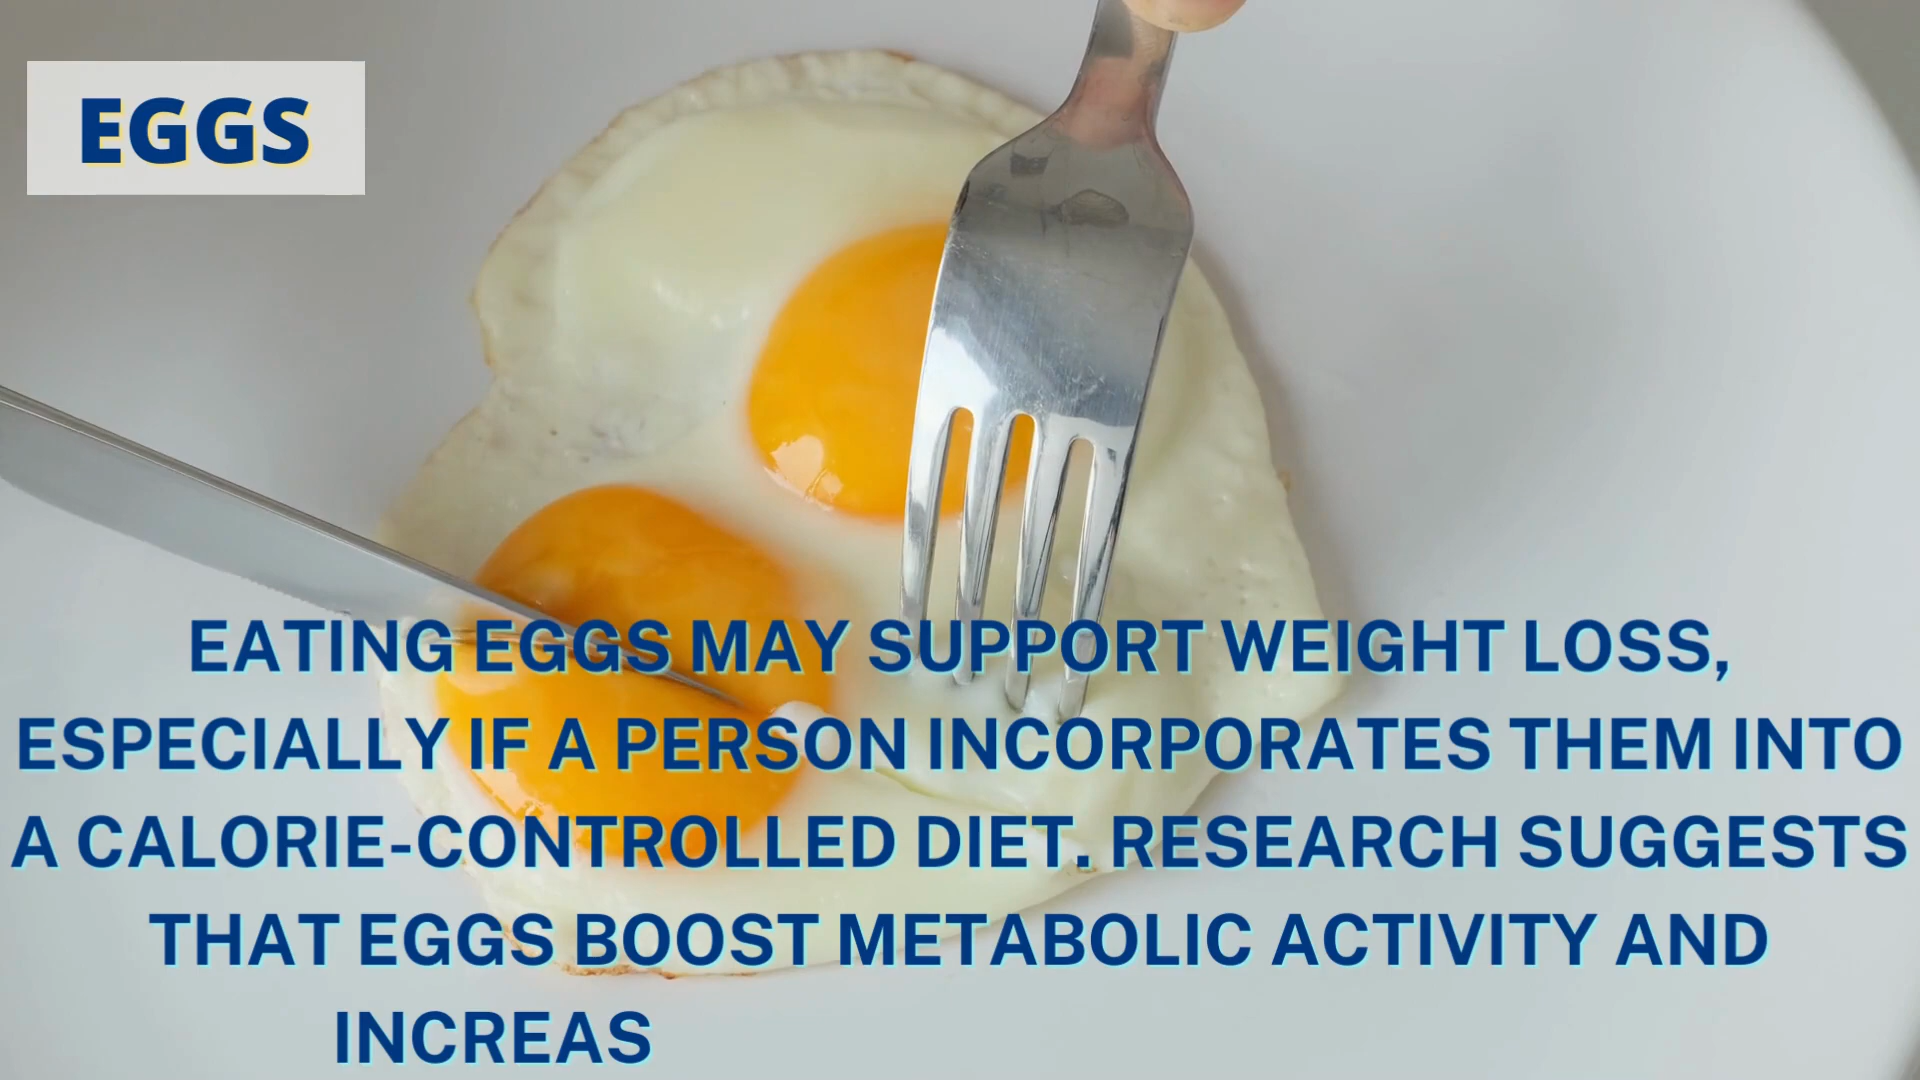 EGGS
EATING EGGS MAY SUPPORT WEIGHT LOSS,
ESPECIALLY IF A PERSON INCORPORATES THEM INTO
A CALORIE-CONTROLLED DIET. RESEARCH SUGGESTS
THAT EGGS BOOST METABOLIC ACTIVITY AND
INCREAS